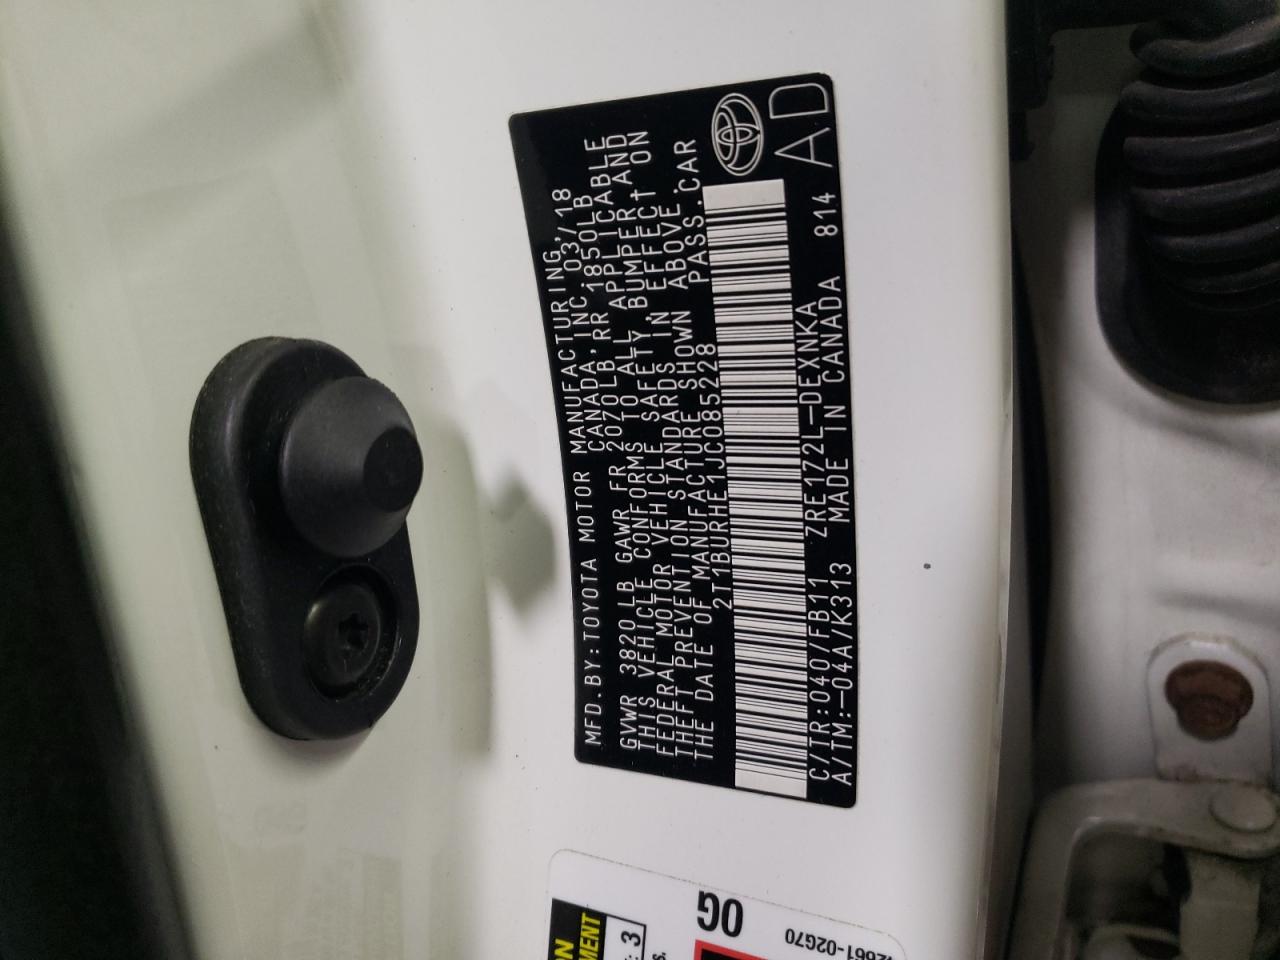 MFD.BY:TOYOTA MOTOR MANUFACTURING,
CANADA, INC. 03/18
GVWR 3820 LB GAWR FR 2070LB, RR 1850LB
THIS VEHICLE CONFORMS TO ALL APPLICABLE
FEDERAL MOTOR VEHICLE SAFETY, BUMPER, AND
THEFT PREVENTION STANDARDS IN EFFECT ON
THE DATE OF MANUFACTURE SHOWN ABOVE.
2T1BURHE1JC085228 PASS.CAR
C/TR:040/FB11 ZRE172L-DEXNKA
A/TM:-04A/K313 MADE IN CANADA 814
AD
0G
02G70
3